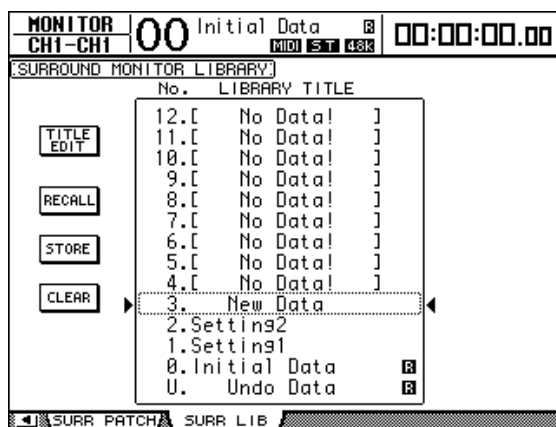 MONITOR
CH1-CH1
00 Initial Data R
MIDI ST 48K
00:00:00.00
SURROUND MONITOR LIBRARY
No. LIBRARY TITLE
12.[ No Data! ]
11.[ No Data! ]
10.[ No Data! ]
9.[ No Data! ]
8.[ No Data! ]
7.[ No Data! ]
6.[ No Data! ]
5.[ No Data! ]
4.[ No Data! ]
3. New Data
2.Setting2
1.Setting1
0.Initial Data R
U. Undo Data R
TITLE
EDIT
RECALL
STORE
CLEAR
SURR PATCH
SURR LIB